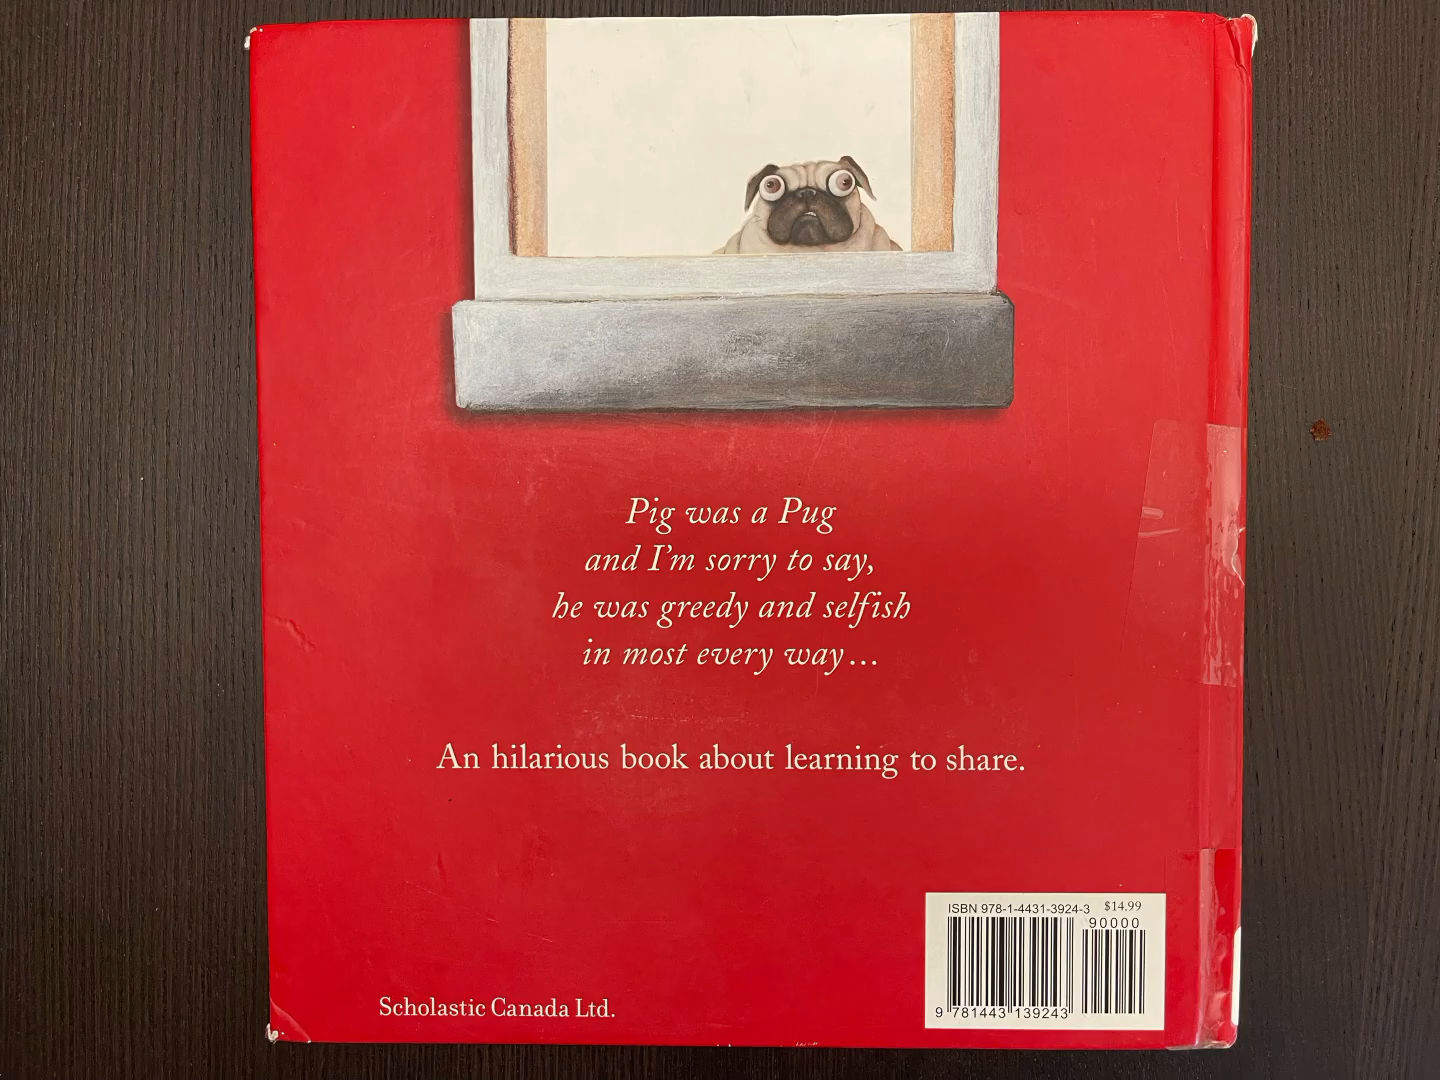 Pig was a Pug
and I'm sorry to say,
he was greedy and selfish
in most every way...
An hilarious book about learning to share.
ISBN 978-1-4431-3924-3 $14.99
90000
9 781443 139243
Scholastic Canada Ltd.